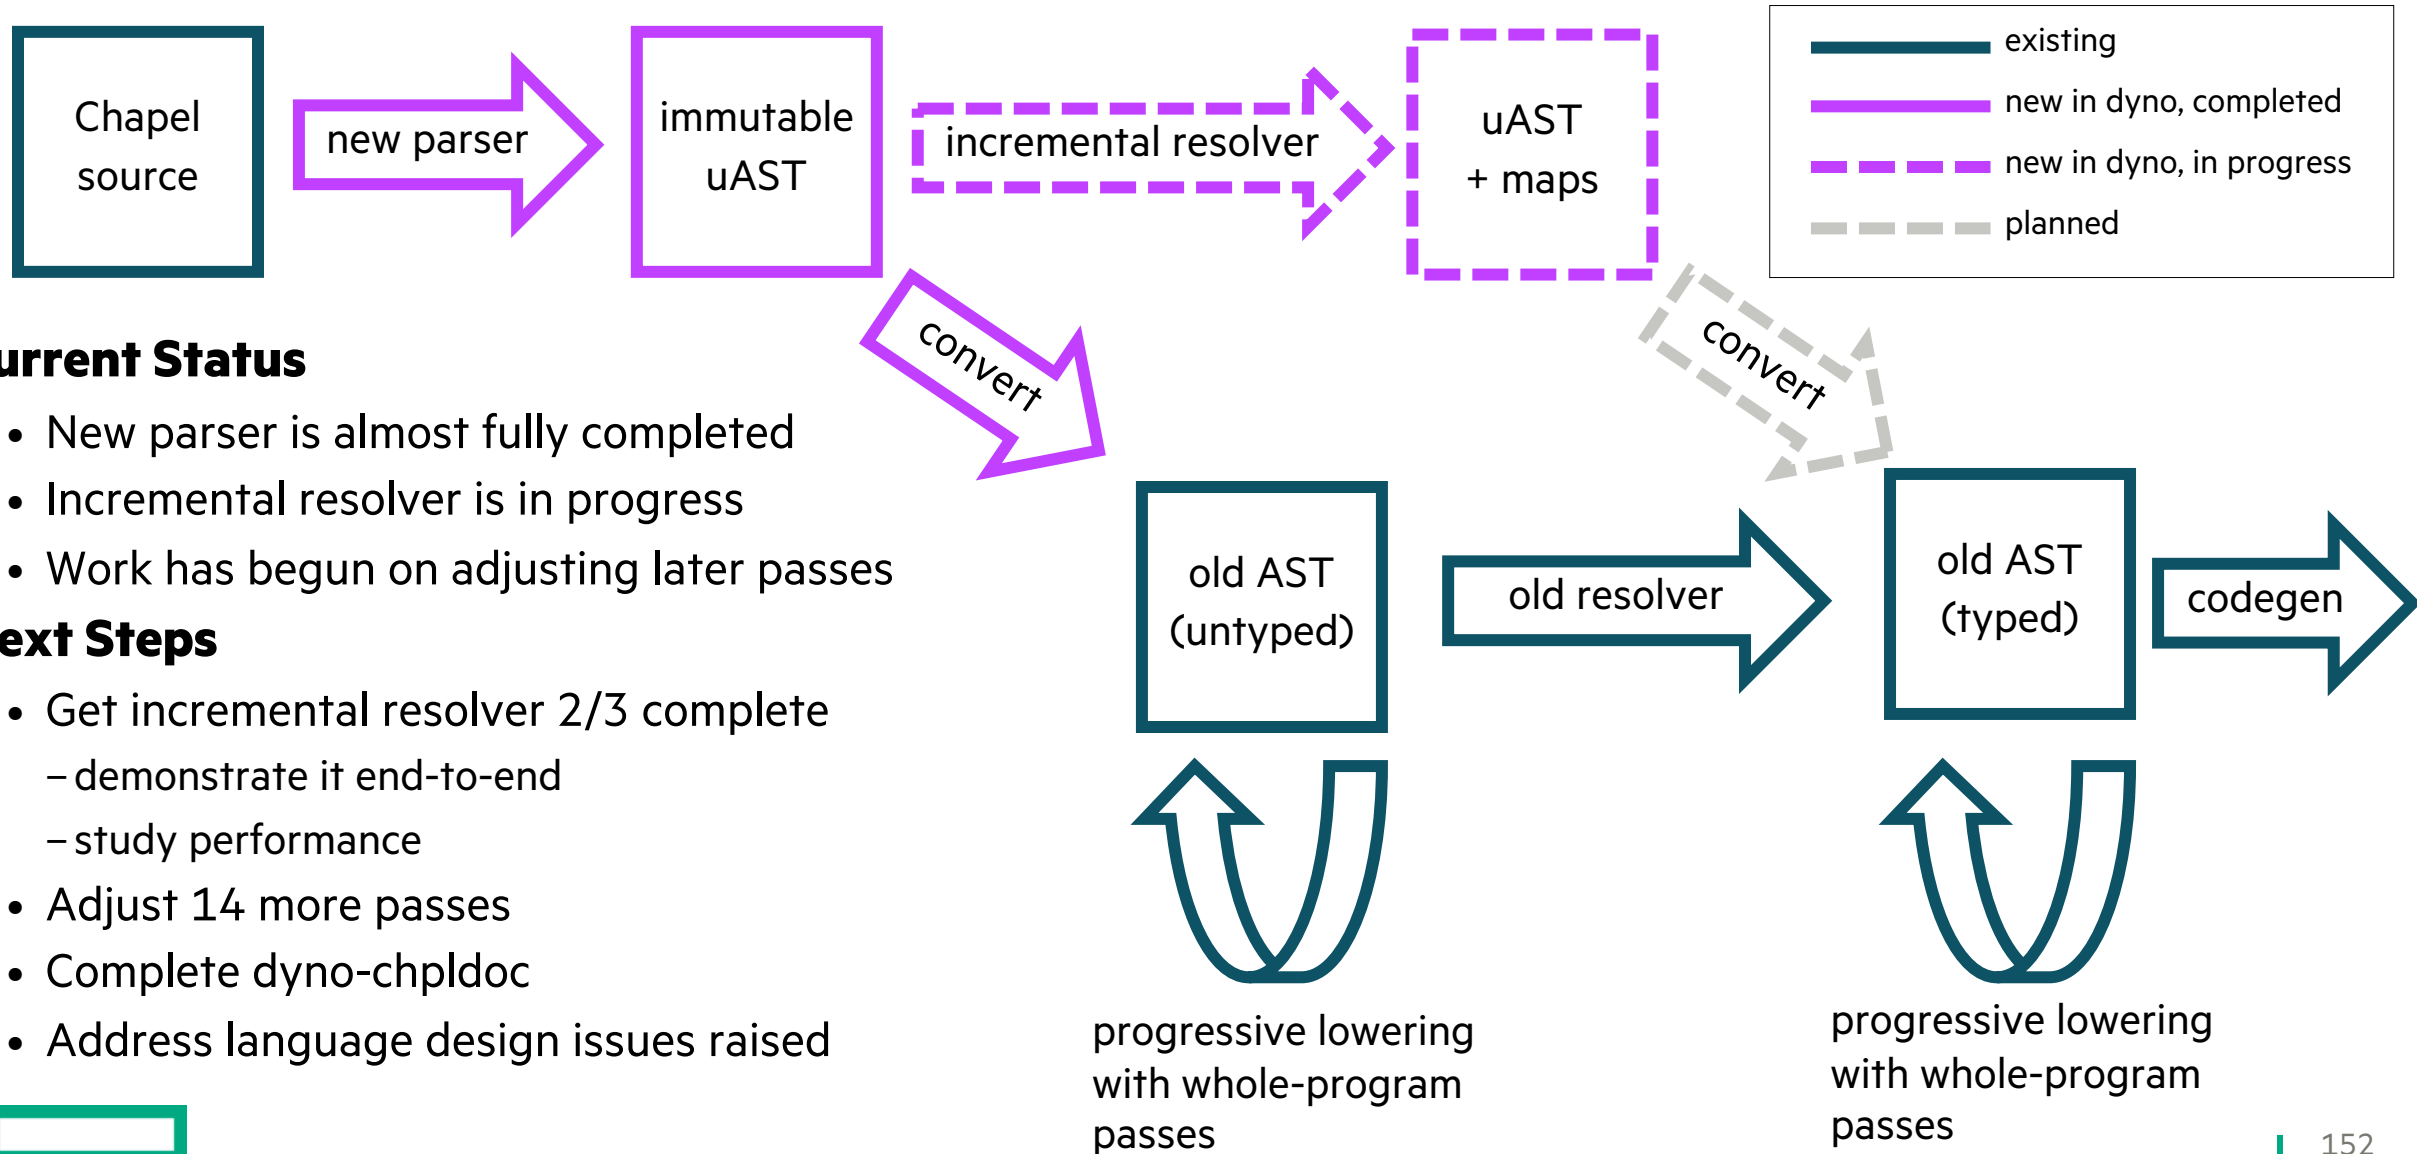 Chapel
source
new parser
immutable
uAST
incremental resolver
uAST
+ maps
existing
new in dyno, completed
new in dyno, in progress
planned
convert
convert
urrent Status
• New parser is almost fully completed
• Incremental resolver is in progress
• Work has begun on adjusting later passes
ext Steps
• Get incremental resolver 2/3 complete
– demonstrate it end-to-end
– study performance
• Adjust 14 more passes
• Complete dyno-chpldoc
• Address language design issues raised
old AST
(untyped)
old resolver
old AST
(typed)
codegen
progressive lowering
with whole-program
passes
progressive lowering
with whole-program
passes
152